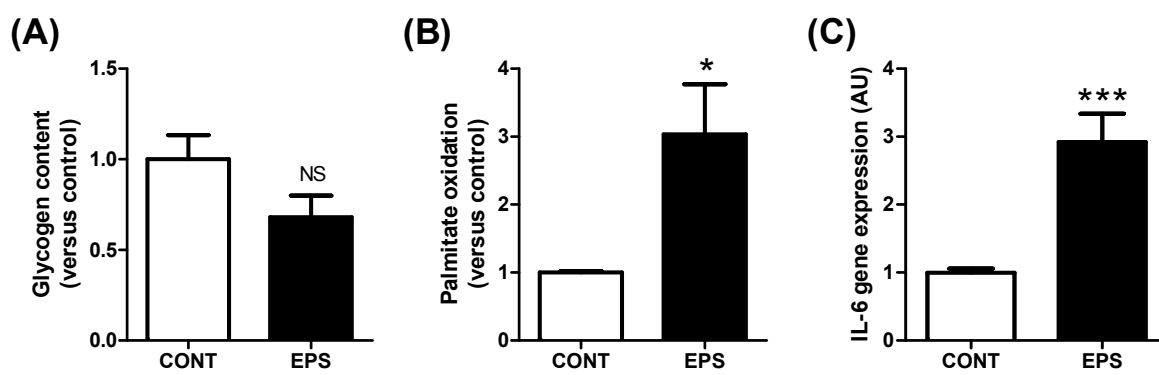 (A)
Glycogen content
(versus control)
1.5
1.0
0.5
0.0
NS
CONT
EPS
(B)
Palmitate oxidation
(versus control)
4
3
2
1
0
*
CONT
EPS
(C)
IL-6 gene expression (AU)
4
3
2
1
0
***
CONT
EPS